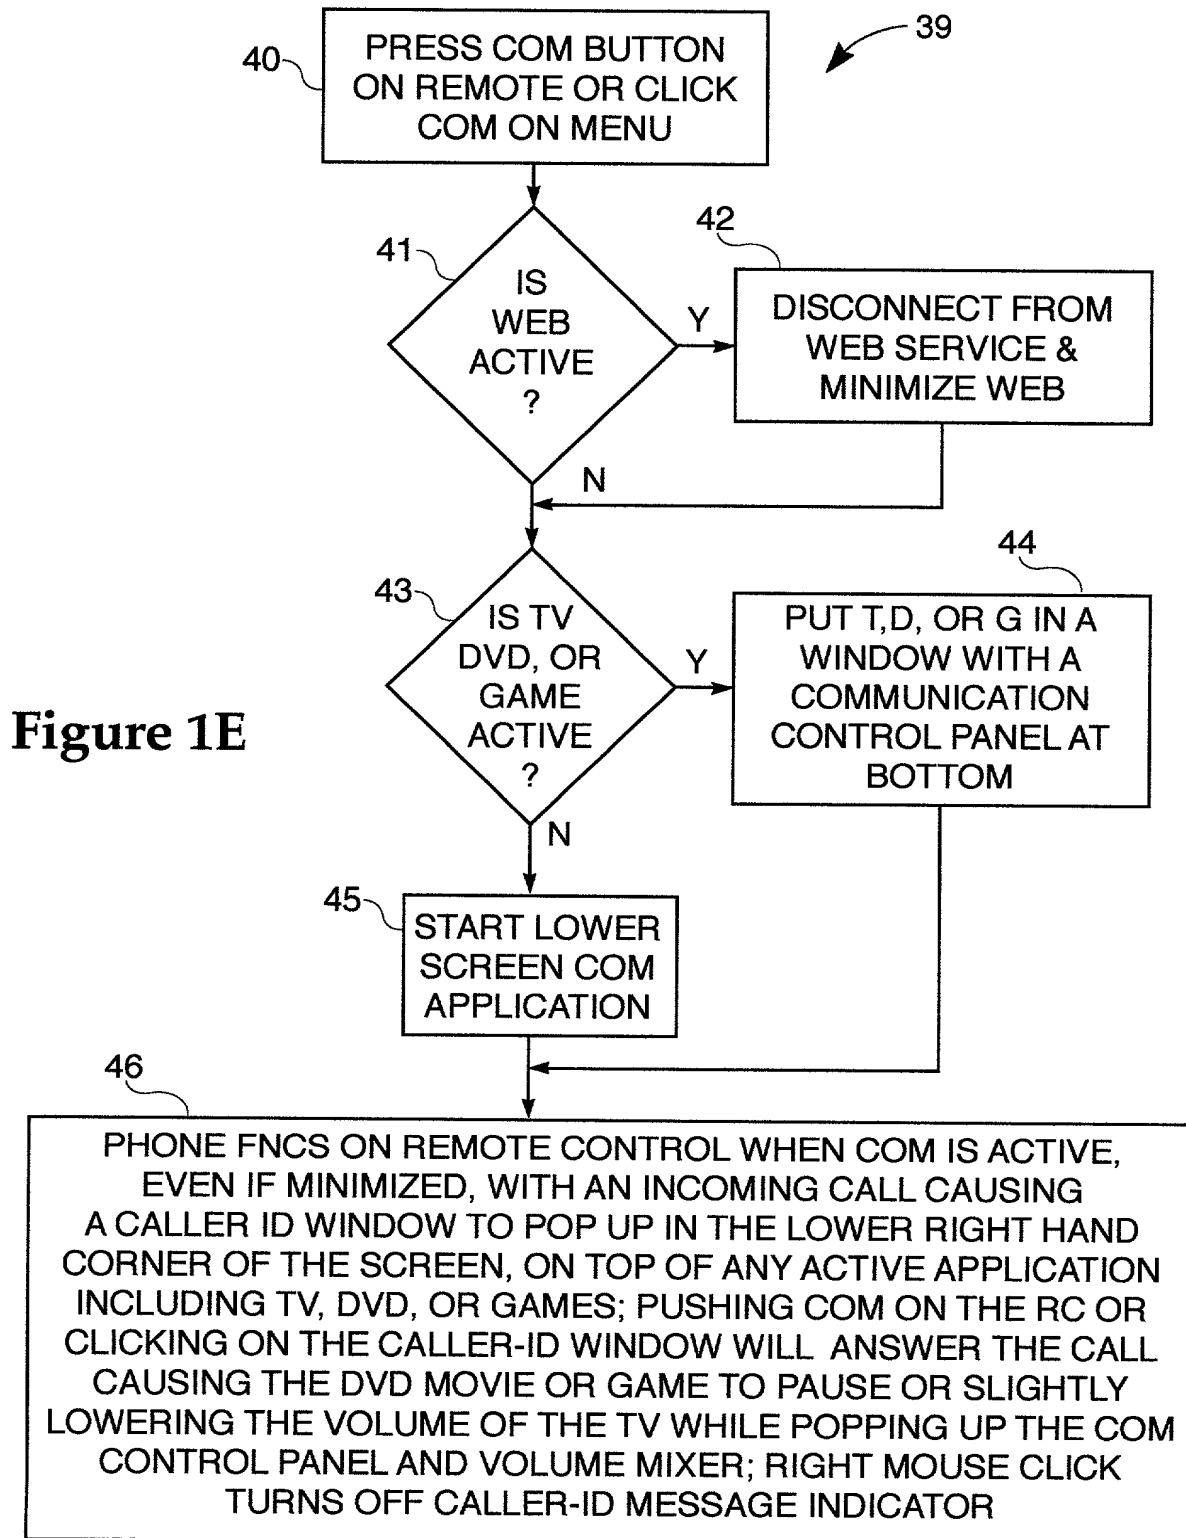 39
40
PRESS COM BUTTON
ON REMOTE OR CLICK
COM ON MENU
41
IS
WEB
ACTIVE
?
Y
42
DISCONNECT FROM
WEB SERVICE &
MINIMIZE WEB
N
43
IS TV
DVD, OR
GAME
ACTIVE
?
Y
44
PUT T,D, OR G IN A
WINDOW WITH A
COMMUNICATION
CONTROL PANEL AT
BOTTOM
Figure 1E
N
45
START LOWER
SCREEN COM
APPLICATION
46
PHONE FNCS ON REMOTE CONTROL WHEN COM IS ACTIVE,
EVEN IF MINIMIZED, WITH AN INCOMING CALL CAUSING
A CALLER ID WINDOW TO POP UP IN THE LOWER RIGHT HAND
CORNER OF THE SCREEN, ON TOP OF ANY ACTIVE APPLICATION
INCLUDING TV, DVD, OR GAMES; PUSHING COM ON THE RC OR
CLICKING ON THE CALLER-ID WINDOW WILL ANSWER THE CALL
CAUSING THE DVD MOVIE OR GAME TO PAUSE OR SLIGHTLY
LOWERING THE VOLUME OF THE TV WHILE POPPING UP THE COM
CONTROL PANEL AND VOLUME MIXER; RIGHT MOUSE CLICK
TURNS OFF CALLER-ID MESSAGE INDICATOR